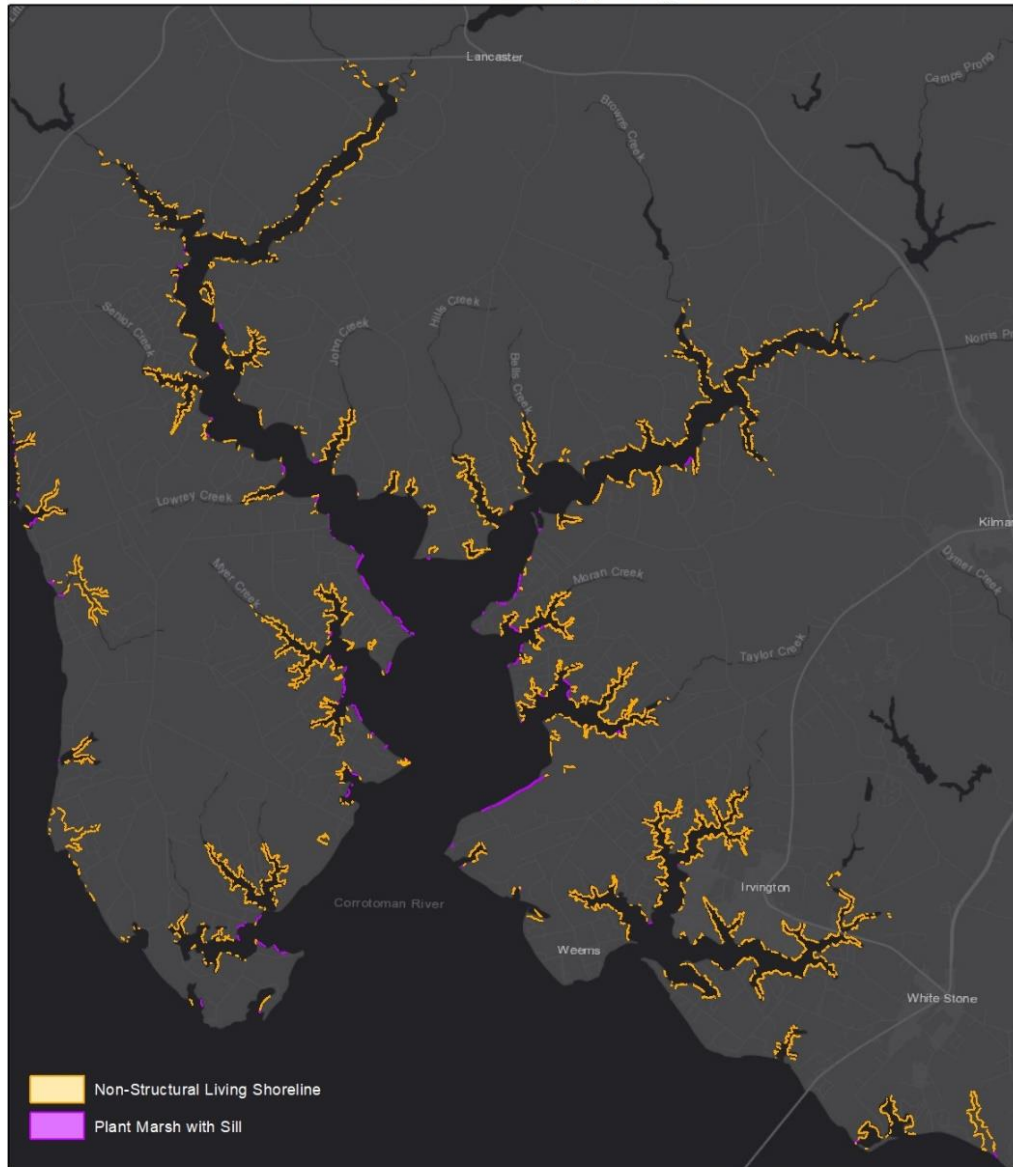 Lancaster
Camps Prong
Browns Creek
Senior Creek
John Creek
Hills Creek
Bells Creek
Norris P
Lowrey Creek
Kilmar
Myer Creek
Moran Creek
Dymer Creek
Taylor Creek
Irvington
Corrotoman River
Weems
White Stone
Non-Structural Living Shoreline
Plant Marsh with Sill